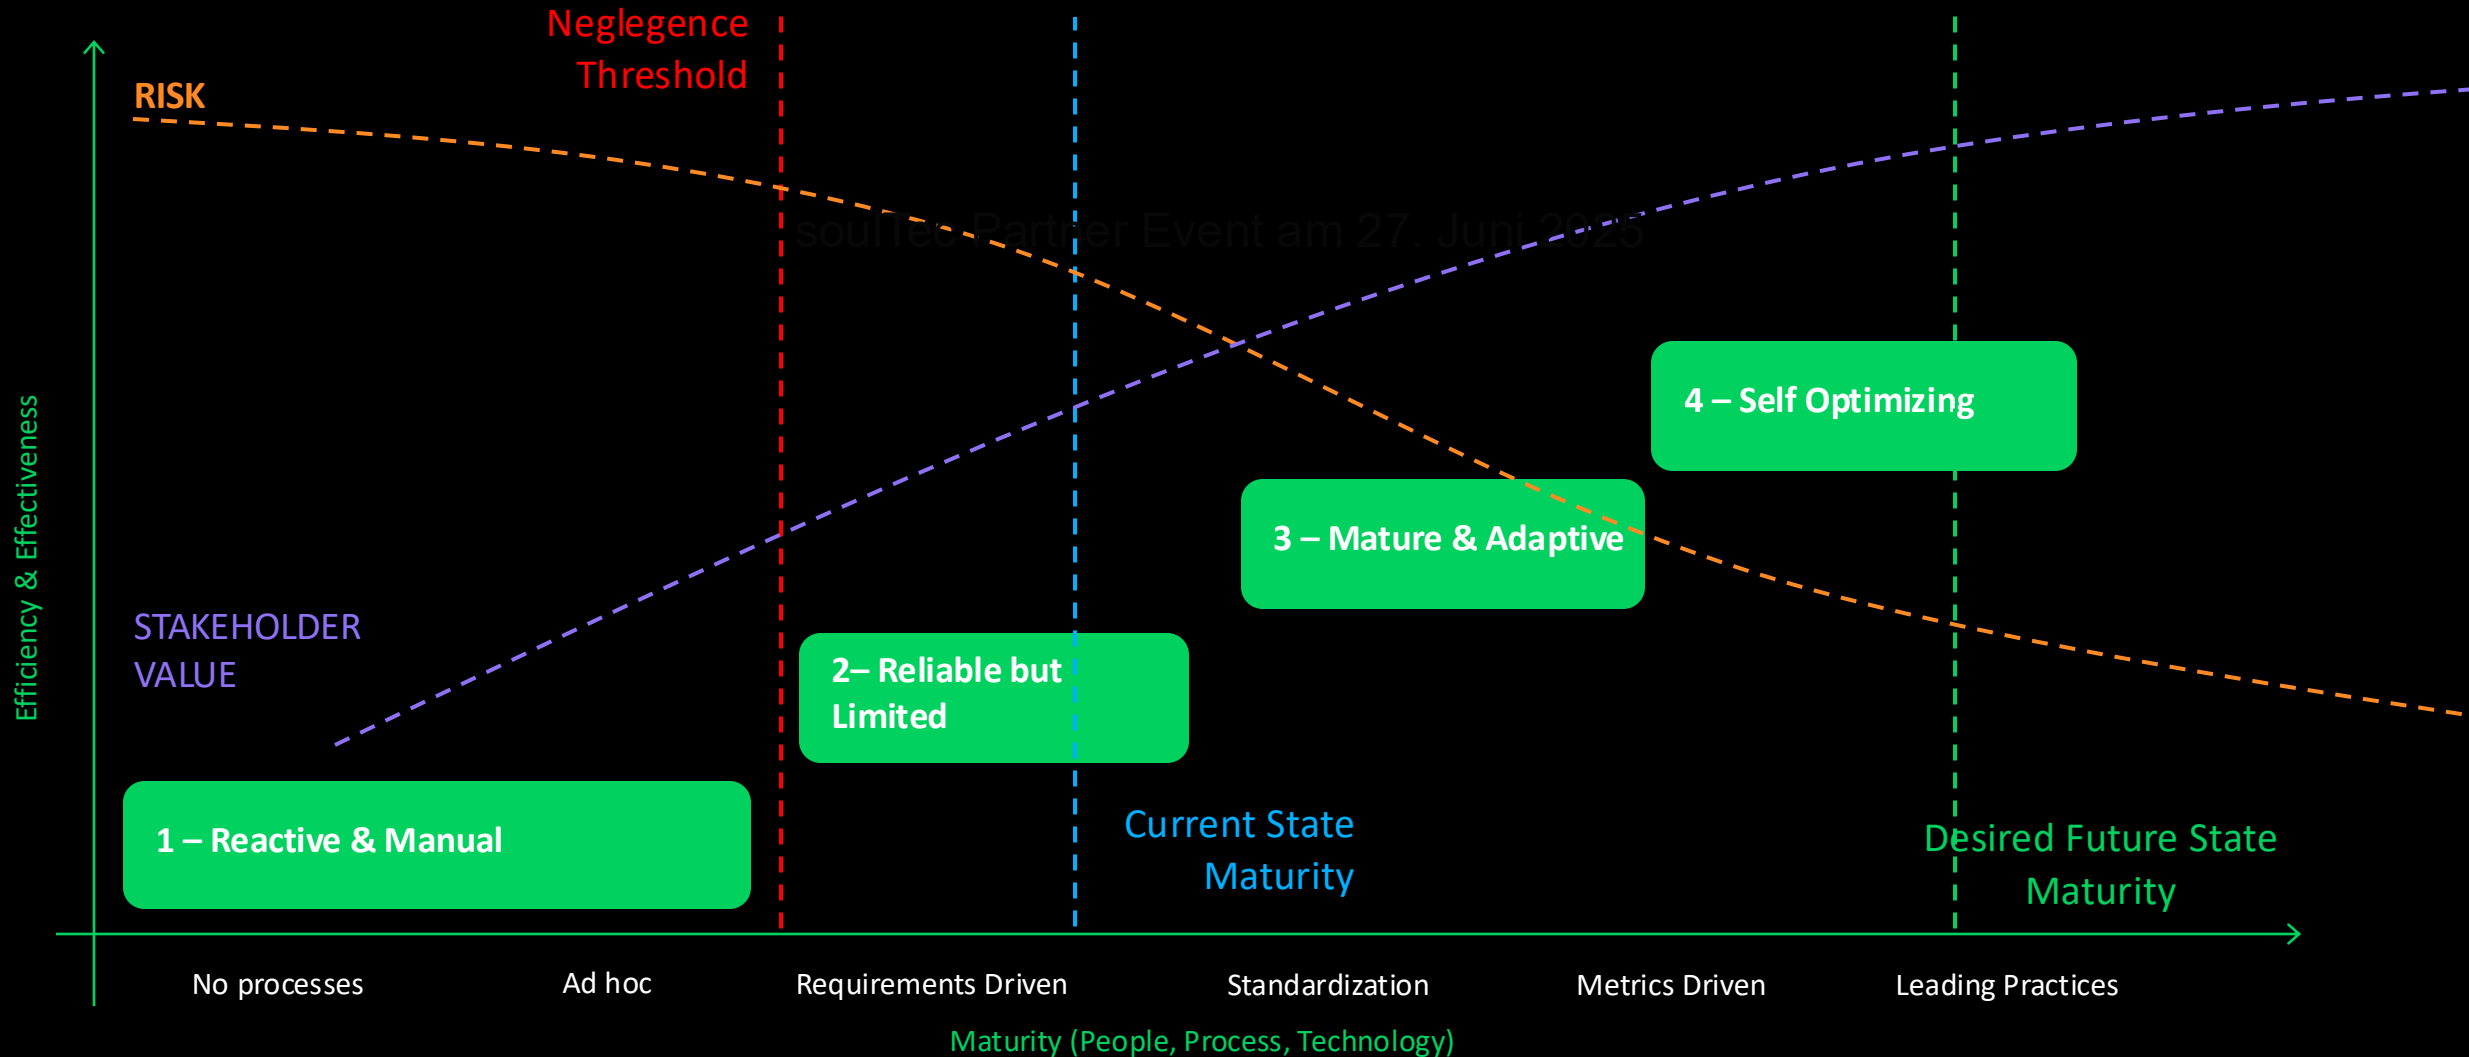 Neglegence
Threshold
RISK
soulTec Partner Event am 27. Juni 2025
4 – Self Optimizing
3 – Mature & Adaptive
Efficiency & Effectiveness
STAKEHOLDER
VALUE
2– Reliable but
Limited
1 – Reactive & Manual
Current State
Maturity
Desired Future State
Maturity
No processes
Ad hoc
Requirements Driven
Standardization
Metrics Driven
Leading Practices
Maturity (People, Process, Technology)